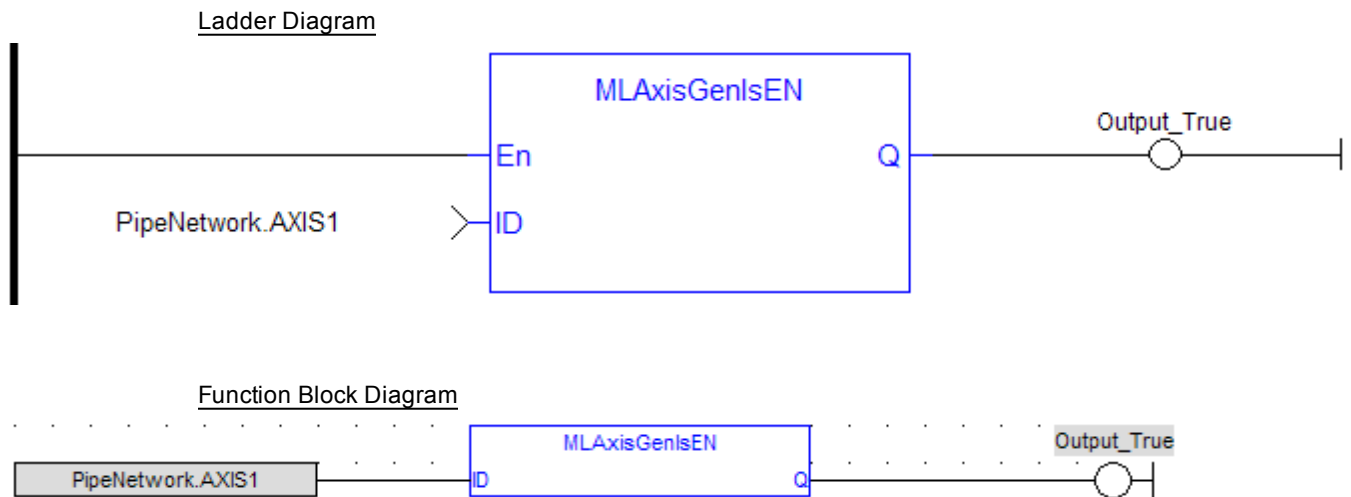 Ladder Diagram
MLAxisGenIsEN
Output_True
En
Q
PipeNetwork.AXIS1
ID
Function Block Diagram
MLAxisGenIsEN
Output_True
PipeNetwork.AXIS1
ID
Q